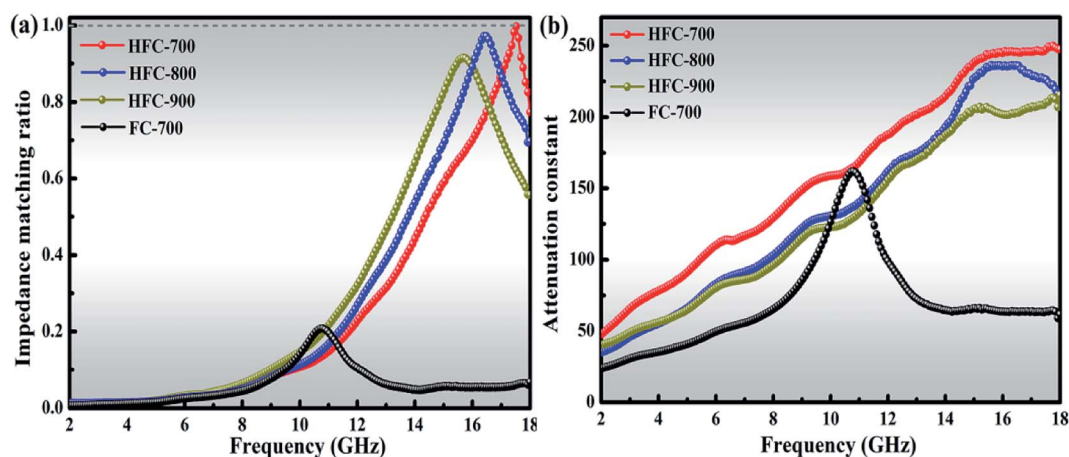 (a)
HFC-700
HFC-800
HFC-900
FC-700
Impedance matching ratio
1.0
0.8
0.6
0.4
0.2
0.0
2 4 6 8 10 12 14 16 18
Frequency (GHz)
(b)
HFC-700
HFC-800
HFC-900
FC-700
Attenuation constant
250
200
150
100
50
0
2 4 6 8 10 12 14 16 18
Frequency (GHz)